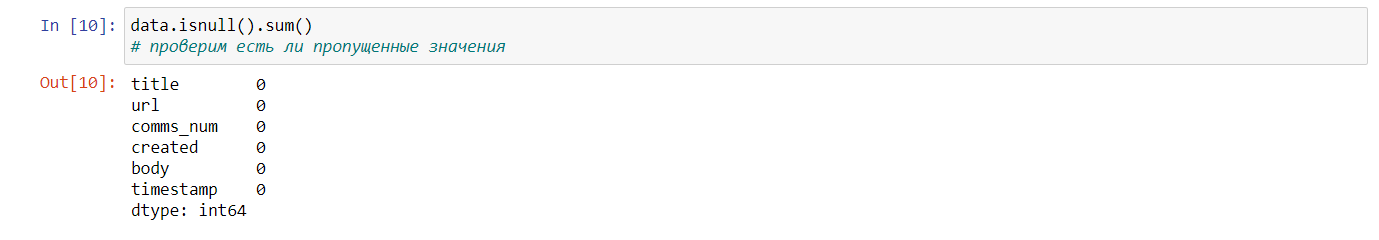 In [10]: data.isnull().sum()
# проверим есть ли пропущенные значения
Out[10]: title 0
url 0
comms_num 0
created 0
body 0
timestamp 0
dtype: int64